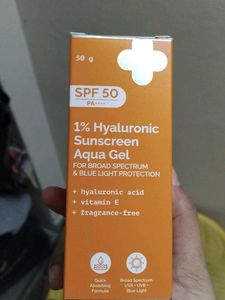 50 g
SPF 50
PA++++
1% Hyaluronic
Sunscreen
Aqua Gel
FOR BROAD SPECTRUM
& BLUE LIGHT PROTECTION
+ hyaluronic acid
+ vitamin E
+ fragrance-free
Quick
Absorbing
Formula
Broad Spectrum
UVA + UVB +
Blue Light